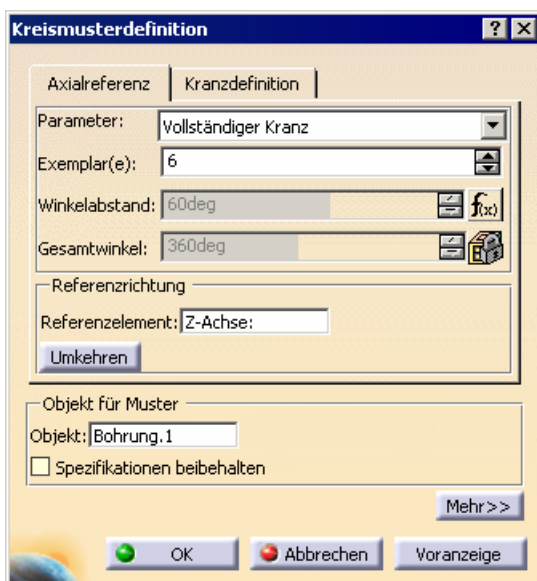 Kreismusterdefinition
Axialreferenz Kranzdefinition
Parameter: Vollständiger Kranz
Exemplar(e): 6
Winkelabstand: 60deg f(x)
Gesamtwinkel: 360deg
Referenzrichtung
Referenzelement: Z-Achse:
Umkehren
Objekt für Muster
Objekt: Bohrung.1
Spezifikationen beibehalten
Mehr>>
OK Abbrechen Voranzeige